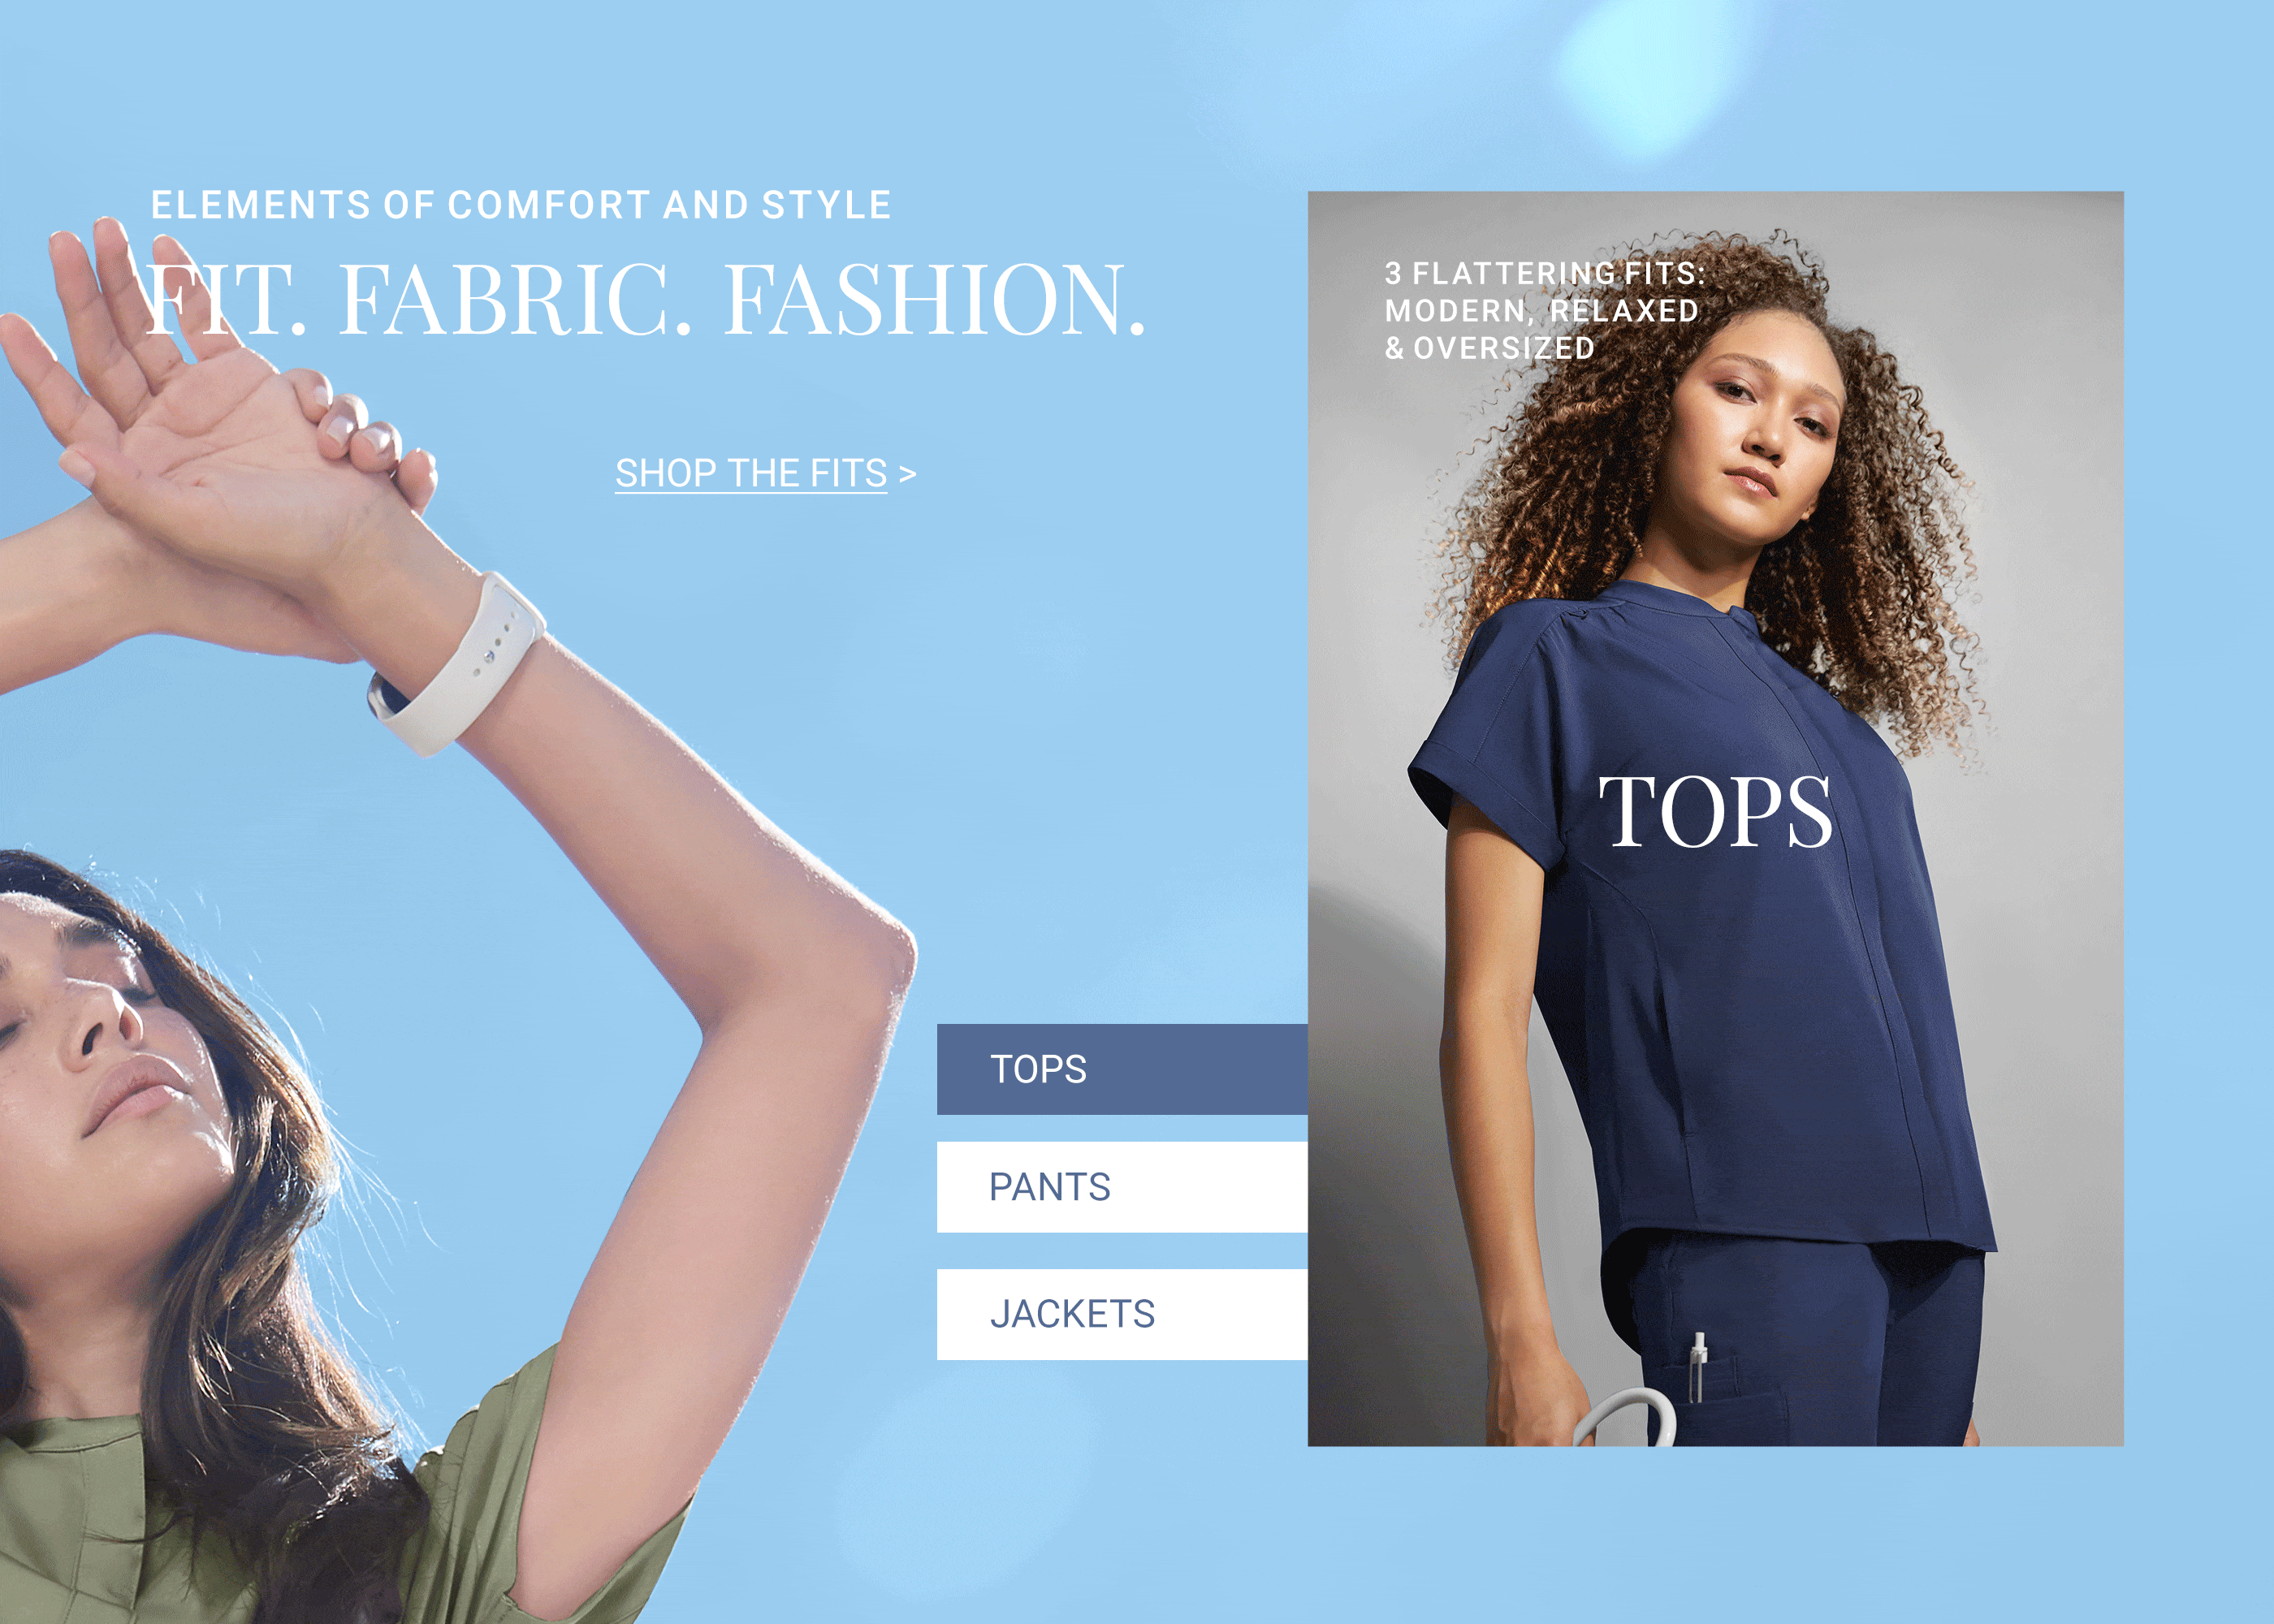 ELEMENTS OF COMFORT AND STYLE
FIT. FABRIC. FASHION.
SHOP THE FITS >
3 FLATTERING FITS:
MODERN, RELAXED
& OVERSIZED
TOPS
TOPS
PANTS
JACKETS